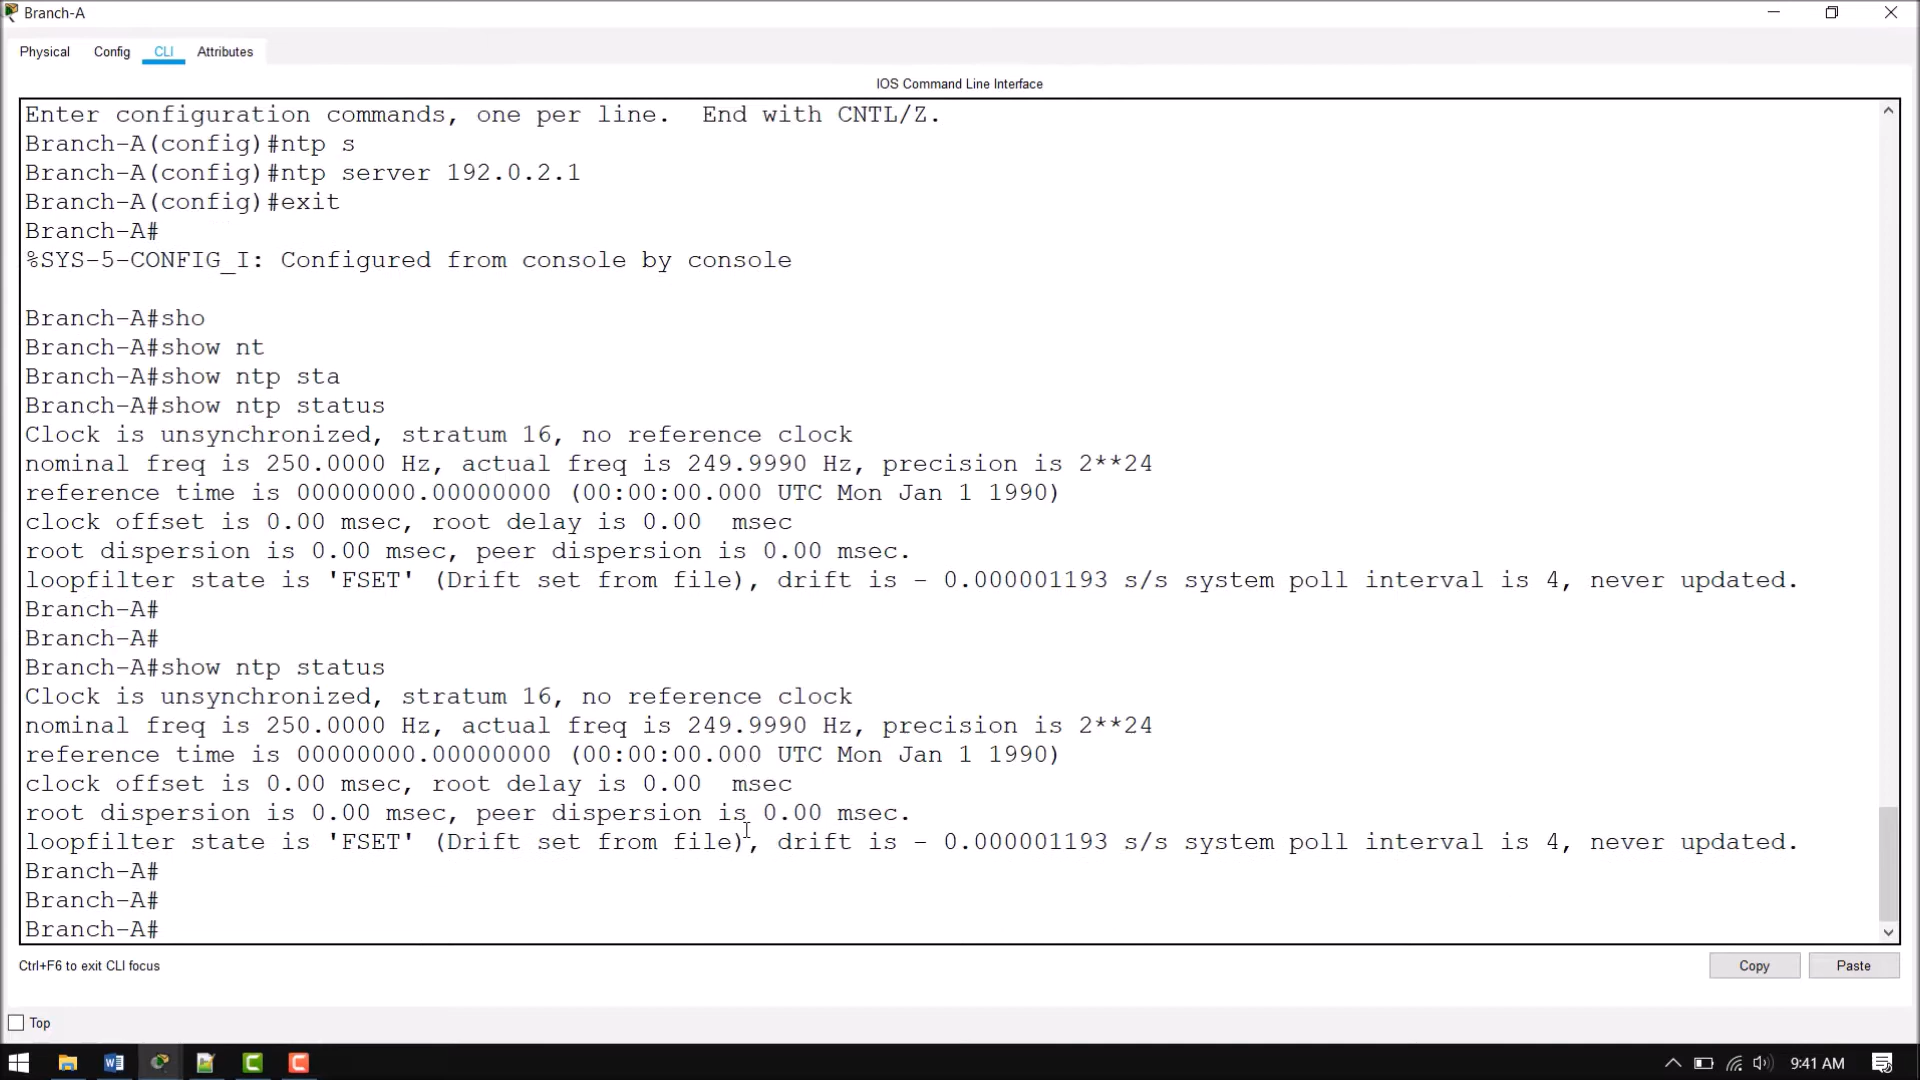 Branch-A
Physical Config CLI Attributes
IOS Command Line Interface
Enter configuration commands, one per line.  End with CNTL/Z.
Branch-A(config)#ntp s
Branch-A(config)#ntp server 192.0.2.1
Branch-A(config)#exit
Branch-A#
%SYS-5-CONFIG_I: Configured from console by console
Branch-A#sho
Branch-A#show nt
Branch-A#show ntp sta
Branch-A#show ntp status
Clock is unsynchronized, stratum 16, no reference clock
nominal freq is 250.0000 Hz, actual freq is 249.9990 Hz, precision is 2**24
reference time is 00000000.00000000 (00:00:00.000 UTC Mon Jan 1 1990)
clock offset is 0.00 msec, root delay is 0.00  msec
root dispersion is 0.00 msec, peer dispersion is 0.00 msec.
loopfilter state is 'FSET' (Drift set from file), drift is - 0.000001193 s/s system poll interval is 4, never updated.
Branch-A#
Branch-A#
Branch-A#show ntp status
Clock is unsynchronized, stratum 16, no reference clock
nominal freq is 250.0000 Hz, actual freq is 249.9990 Hz, precision is 2**24
reference time is 00000000.00000000 (00:00:00.000 UTC Mon Jan 1 1990)
clock offset is 0.00 msec, root delay is 0.00  msec
root dispersion is 0.00 msec, peer dispersion is 0.00 msec.
loopfilter state is 'FSET' (Drift set from file), drift is - 0.000001193 s/s system poll interval is 4, never updated.
Branch-A#
Branch-A#
Branch-A#
Ctrl+F6 to exit CLI focus
Copy Paste
Top
9:41 AM